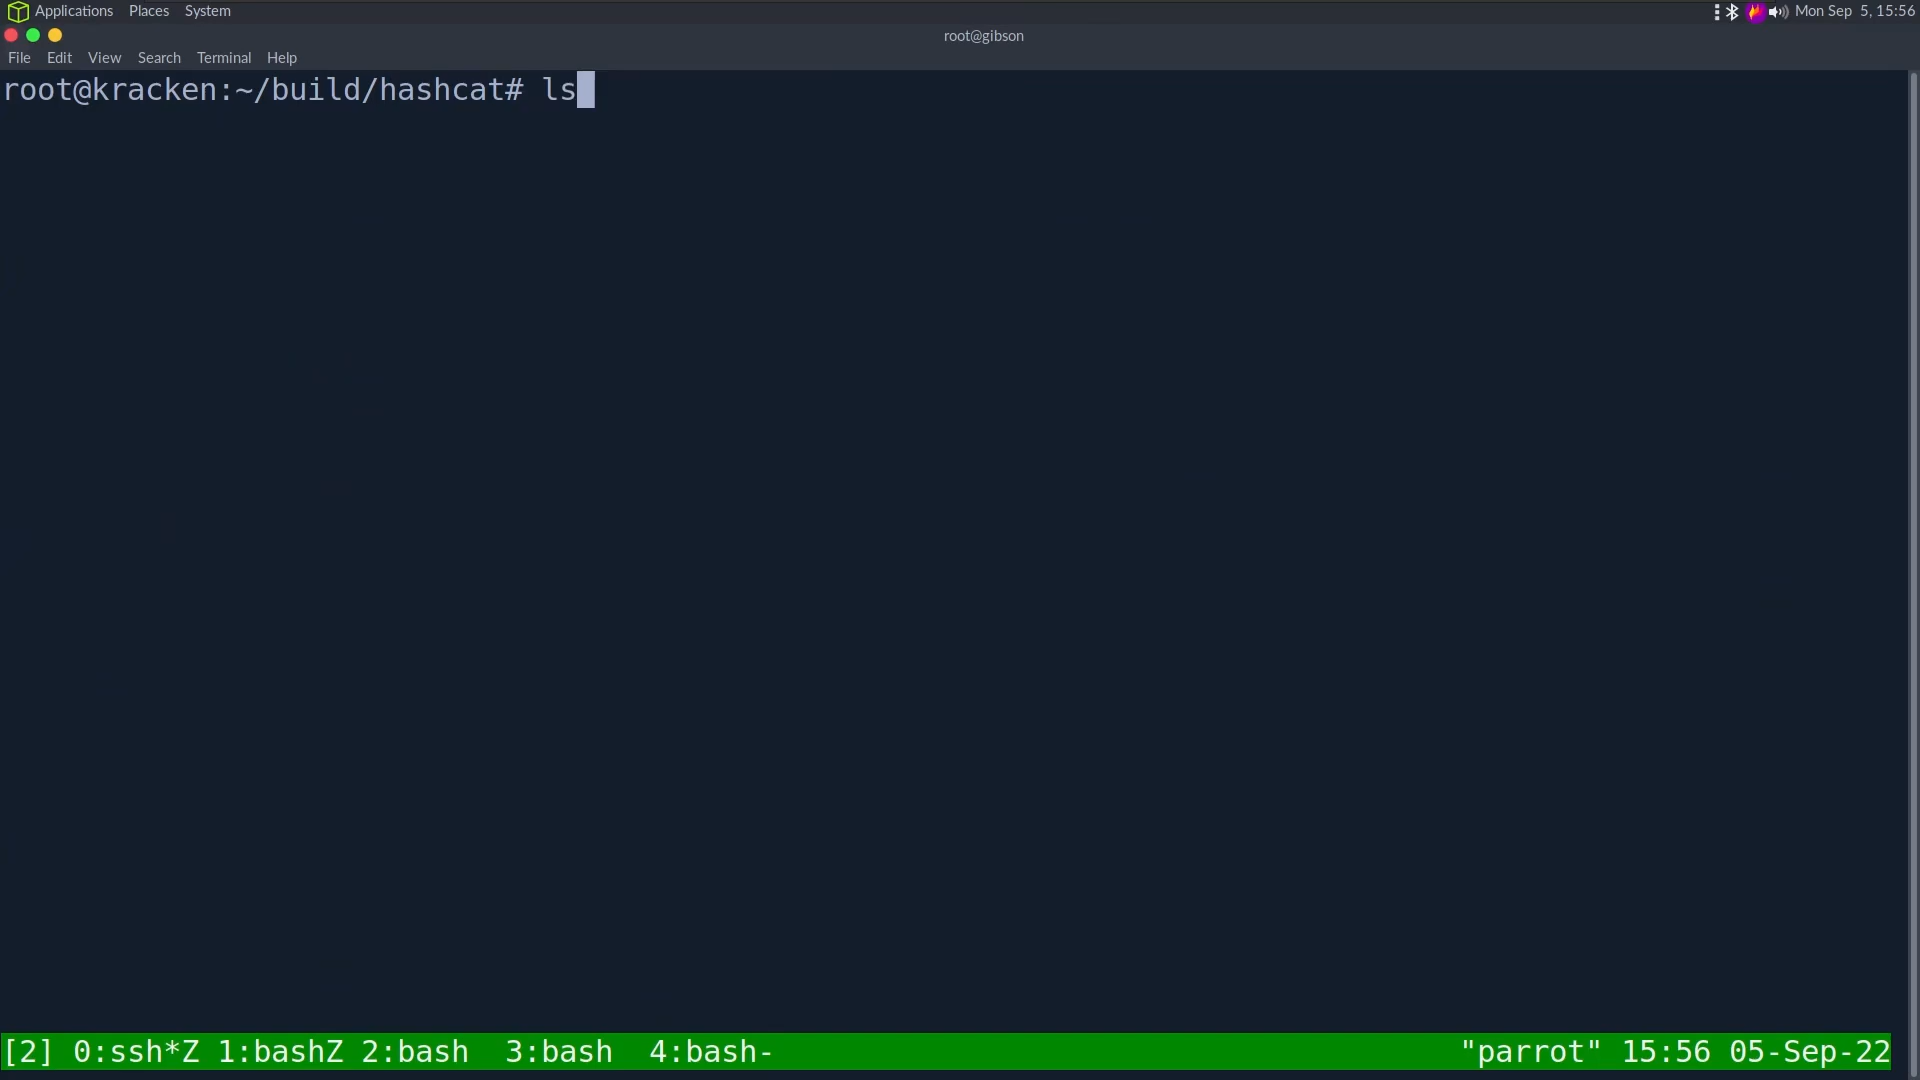 Applications Places System Mon Sep 5, 15:56
root@gibson
File Edit View Search Terminal Help
root@kracken:~/build/hashcat# ls
[2] 0:ssh*Z 1:bashZ 2:bash  3:bash  4:bash- "parrot" 15:56 05-Sep-22